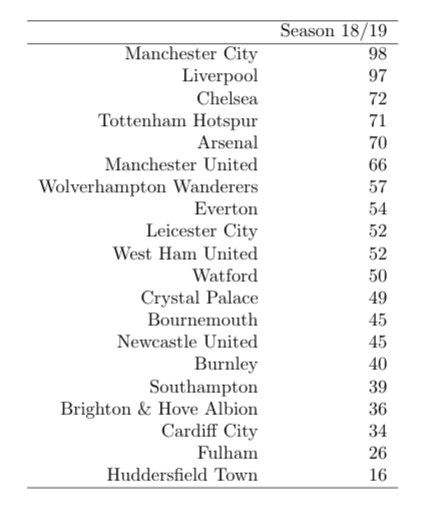 Season 18/19
Manchester City 98
Liverpool 97
Chelsea 72
Tottenham Hotspur 71
Arsenal 70
Manchester United 66
Wolverhampton Wanderers 57
Everton 54
Leicester City 52
West Ham United 52
Watford 50
Crystal Palace 49
Bournemouth 45
Newcastle United 45
Burnley 40
Southampton 39
Brighton & Hove Albion 36
Cardiff City 34
Fulham 26
Huddersfield Town 16